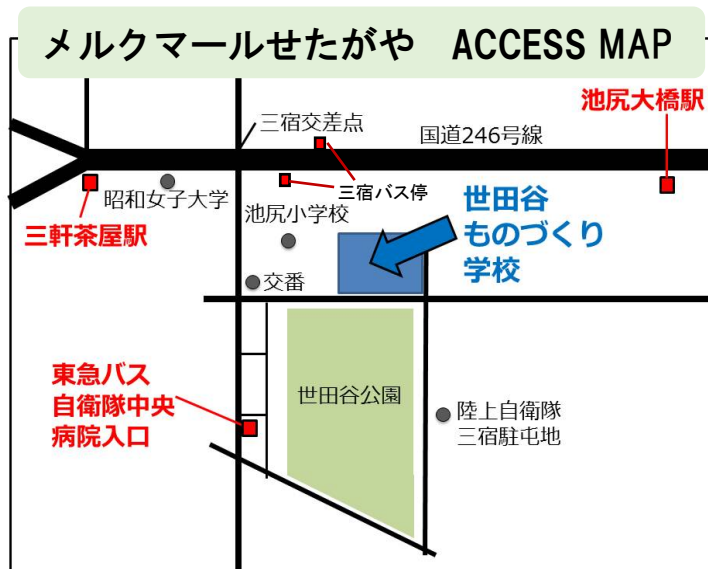 メルクマールせたがや　ACCESS MAP
池尻大橋駅
三宿交差点
国道246号線
昭和女子大学
三宿バス停
三軒茶屋駅
池尻小学校
世田谷
ものづくり
学校
交番
東急バス
自衛隊中央
病院入口
世田谷公園
陸上自衛隊
三宿駐屯地